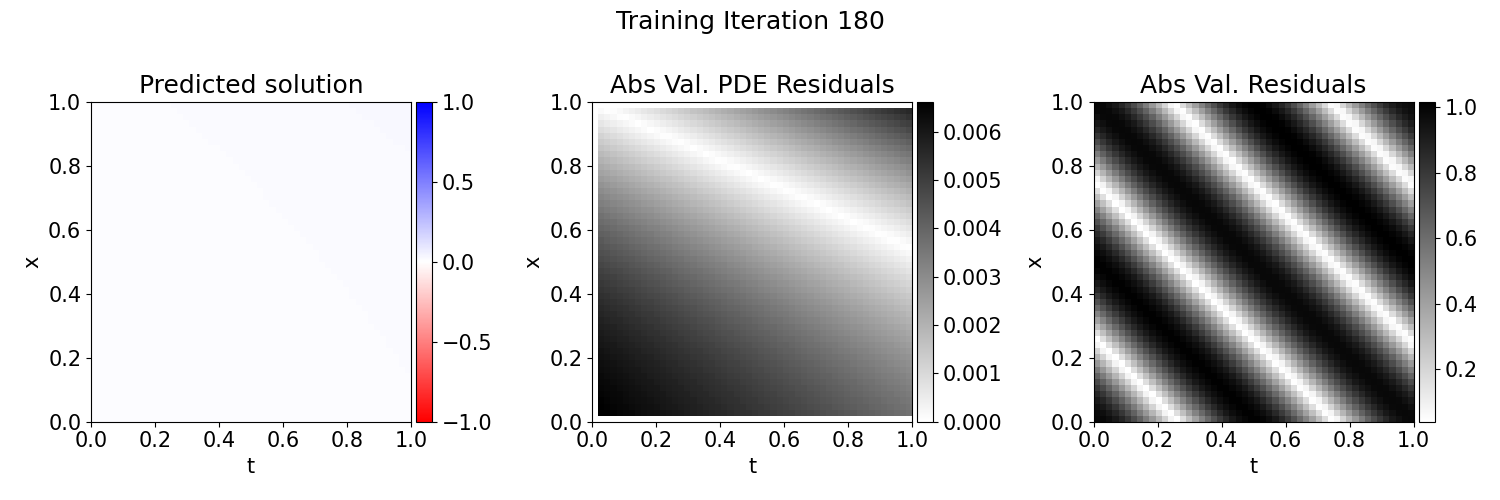 Training Iteration 180
Predicted solution
1.0
0.8
0.6
0.4
0.2
0.0
x
0.0 0.2 0.4 0.6 0.8 1.0
t
1.0
0.5
0.0
−0.5
−1.0
Abs Val. PDE Residuals
1.0
0.8
0.6
0.4
0.2
0.0
x
0.0 0.2 0.4 0.6 0.8 1.0
t
0.006
0.005
0.004
0.003
0.002
0.001
0.000
Abs Val. Residuals
1.0
0.8
0.6
0.4
0.2
0.0
x
0.0 0.2 0.4 0.6 0.8 1.0
t
1.0
0.8
0.6
0.4
0.2